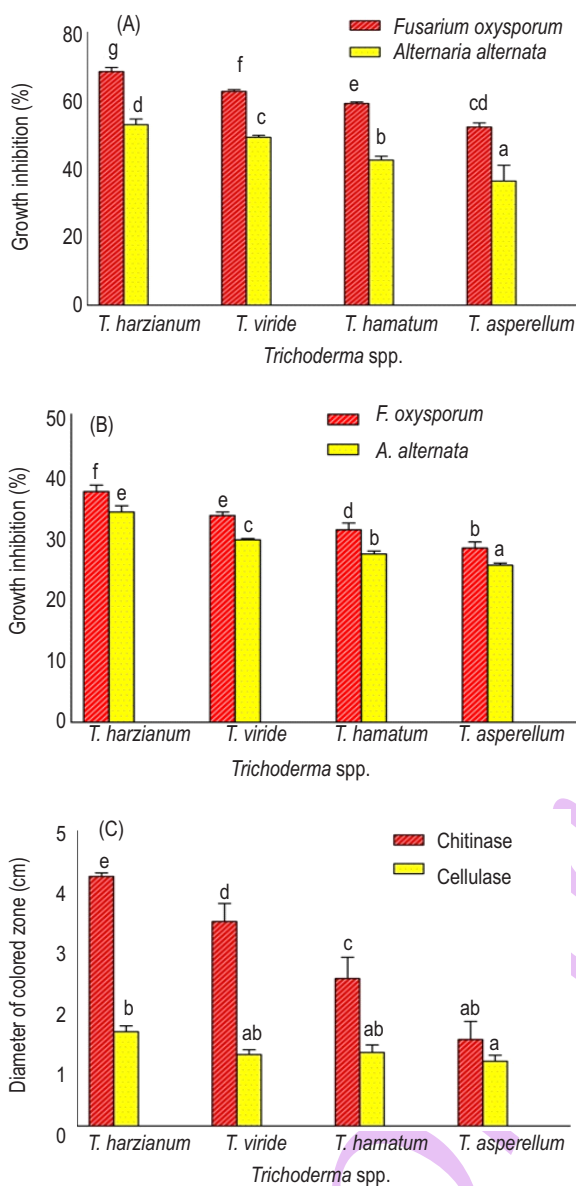 (A)
Fusarium oxysporum
Alternaria alternata
Growth inhibition (%)
80
60
40
20
0
g
d
f
c
e
b
cd
a
T. harzianum T. viride T. hamatum T. asperellum
Trichoderma spp.
(B)
F. oxysporum
A. alternata
Growth inhibition (%)
50
40
30
20
10
0
f
e
e
c
d
b
b
a
T. harzianum T. viride T. hamatum T. asperellum
Trichoderma spp.
(C)
Chitinase
Cellulase
Diameter of colored zone (cm)
5
4
3
2
1
0
e
b
d
ab
c
ab
ab
a
T. harzianum T. viride T. hamatum T. asperellum
Trichoderma spp.